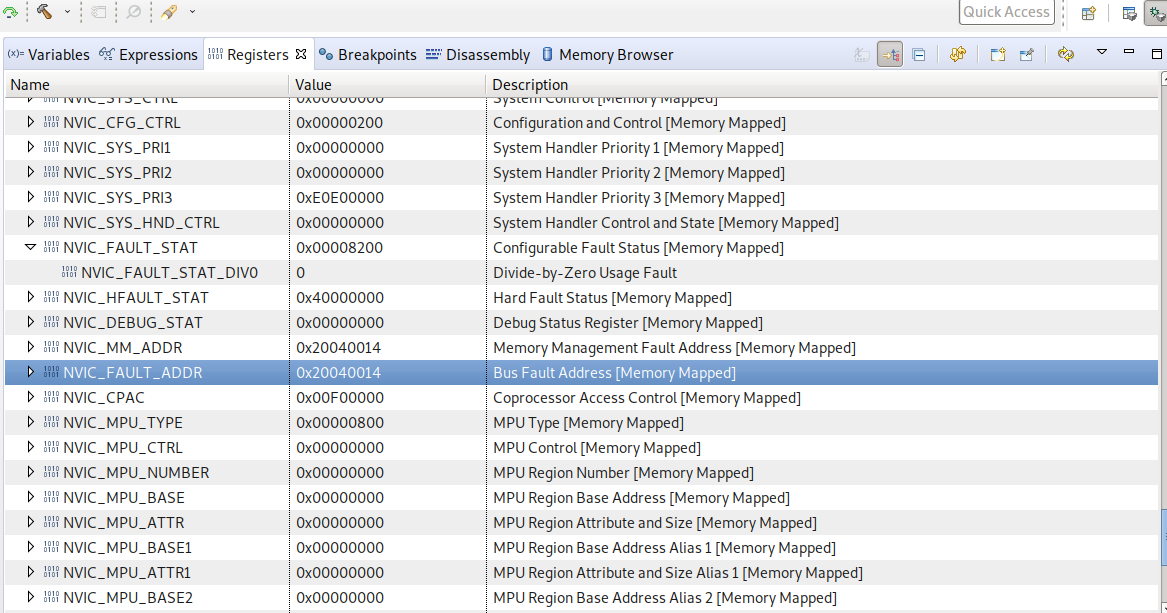 Quick Access
(x)= Variables Expressions Registers Breakpoints Disassembly Memory Browser
Name Value Description
NVIC_SYS_CTRL 0x00000000 System Control [Memory Mapped]
NVIC_CFG_CTRL 0x00000200 Configuration and Control [Memory Mapped]
NVIC_SYS_PRI1 0x00000000 System Handler Priority 1 [Memory Mapped]
NVIC_SYS_PRI2 0x00000000 System Handler Priority 2 [Memory Mapped]
NVIC_SYS_PRI3 0xE0E00000 System Handler Priority 3 [Memory Mapped]
NVIC_SYS_HND_CTRL 0x00000000 System Handler Control and State [Memory Mapped]
NVIC_FAULT_STAT 0x00008200 Configurable Fault Status [Memory Mapped]
NVIC_FAULT_STAT_DIV0 0 Divide-by-Zero Usage Fault
NVIC_HFAULT_STAT 0x40000000 Hard Fault Status [Memory Mapped]
NVIC_DEBUG_STAT 0x00000000 Debug Status Register [Memory Mapped]
NVIC_MM_ADDR 0x20040014 Memory Management Fault Address [Memory Mapped]
NVIC_FAULT_ADDR 0x20040014 Bus Fault Address [Memory Mapped]
NVIC_CPAC 0x00F00000 Coprocessor Access Control [Memory Mapped]
NVIC_MPU_TYPE 0x00000800 MPU Type [Memory Mapped]
NVIC_MPU_CTRL 0x00000000 MPU Control [Memory Mapped]
NVIC_MPU_NUMBER 0x00000000 MPU Region Number [Memory Mapped]
NVIC_MPU_BASE 0x00000000 MPU Region Base Address [Memory Mapped]
NVIC_MPU_ATTR 0x00000000 MPU Region Attribute and Size [Memory Mapped]
NVIC_MPU_BASE1 0x00000000 MPU Region Base Address Alias 1 [Memory Mapped]
NVIC_MPU_ATTR1 0x00000000 MPU Region Attribute and Size Alias 1 [Memory Mapped]
NVIC_MPU_BASE2 0x00000000 MPU Region Base Address Alias 2 [Memory Mapped]